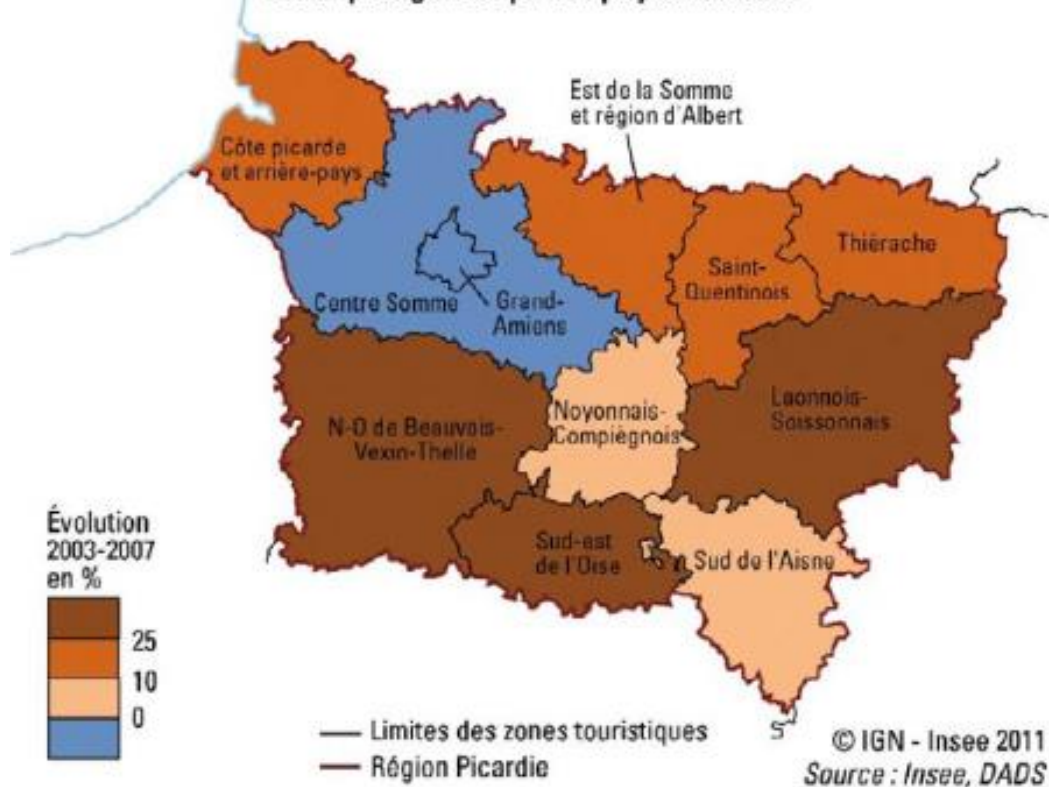 Est de la Somme
et région d'Albert
Côte picarde
et arrière-pays
Thiérache
Saint-
Quentinois
Centre Somme
Grand-
Amiens
Laonnois-
Soissonnais
Noyonnais-
Compiégnois
N-O de Beauvais-
Vexin-Thelle
Sud-est
de l'Oise
Sud de l'Aisne
Évolution
2003-2007
en %
25
10
0
Limites des zones touristiques
Région Picardie
© IGN - Insee 2011
Source : Insee, DADS